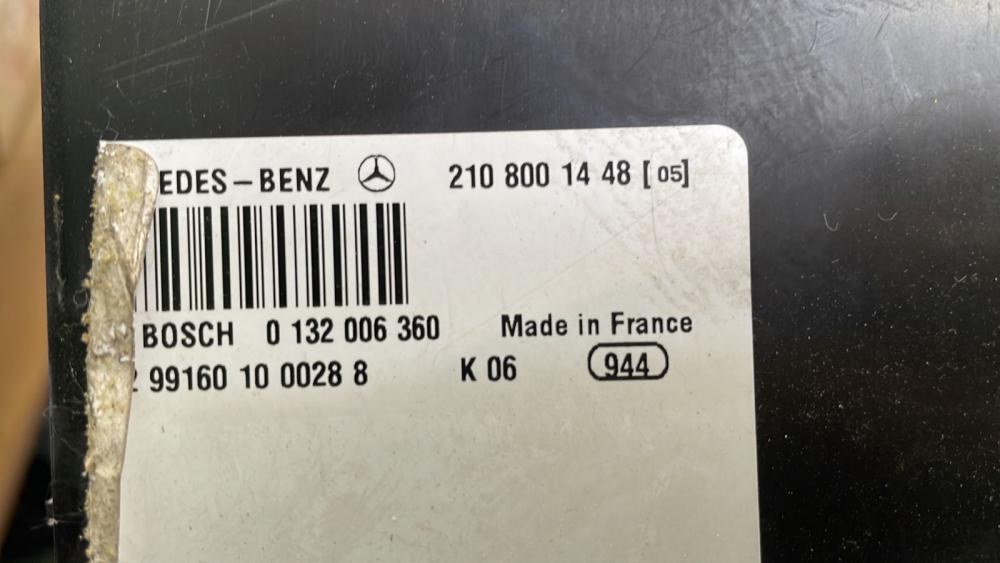 EDES-BENZ 210 800 14 48 [05]
BOSCH 0 132 006 360 Made in France
99160 10 0028 8 K 06 944